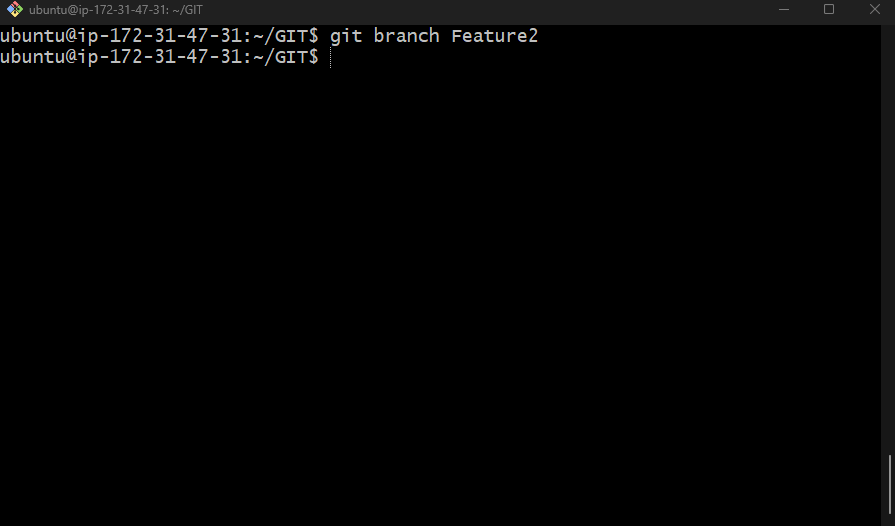 ubuntu@ip-172-31-47-31: ~/GIT
ubuntu@ip-172-31-47-31:~/GIT$ git branch Feature2
ubuntu@ip-172-31-47-31:~/GIT$